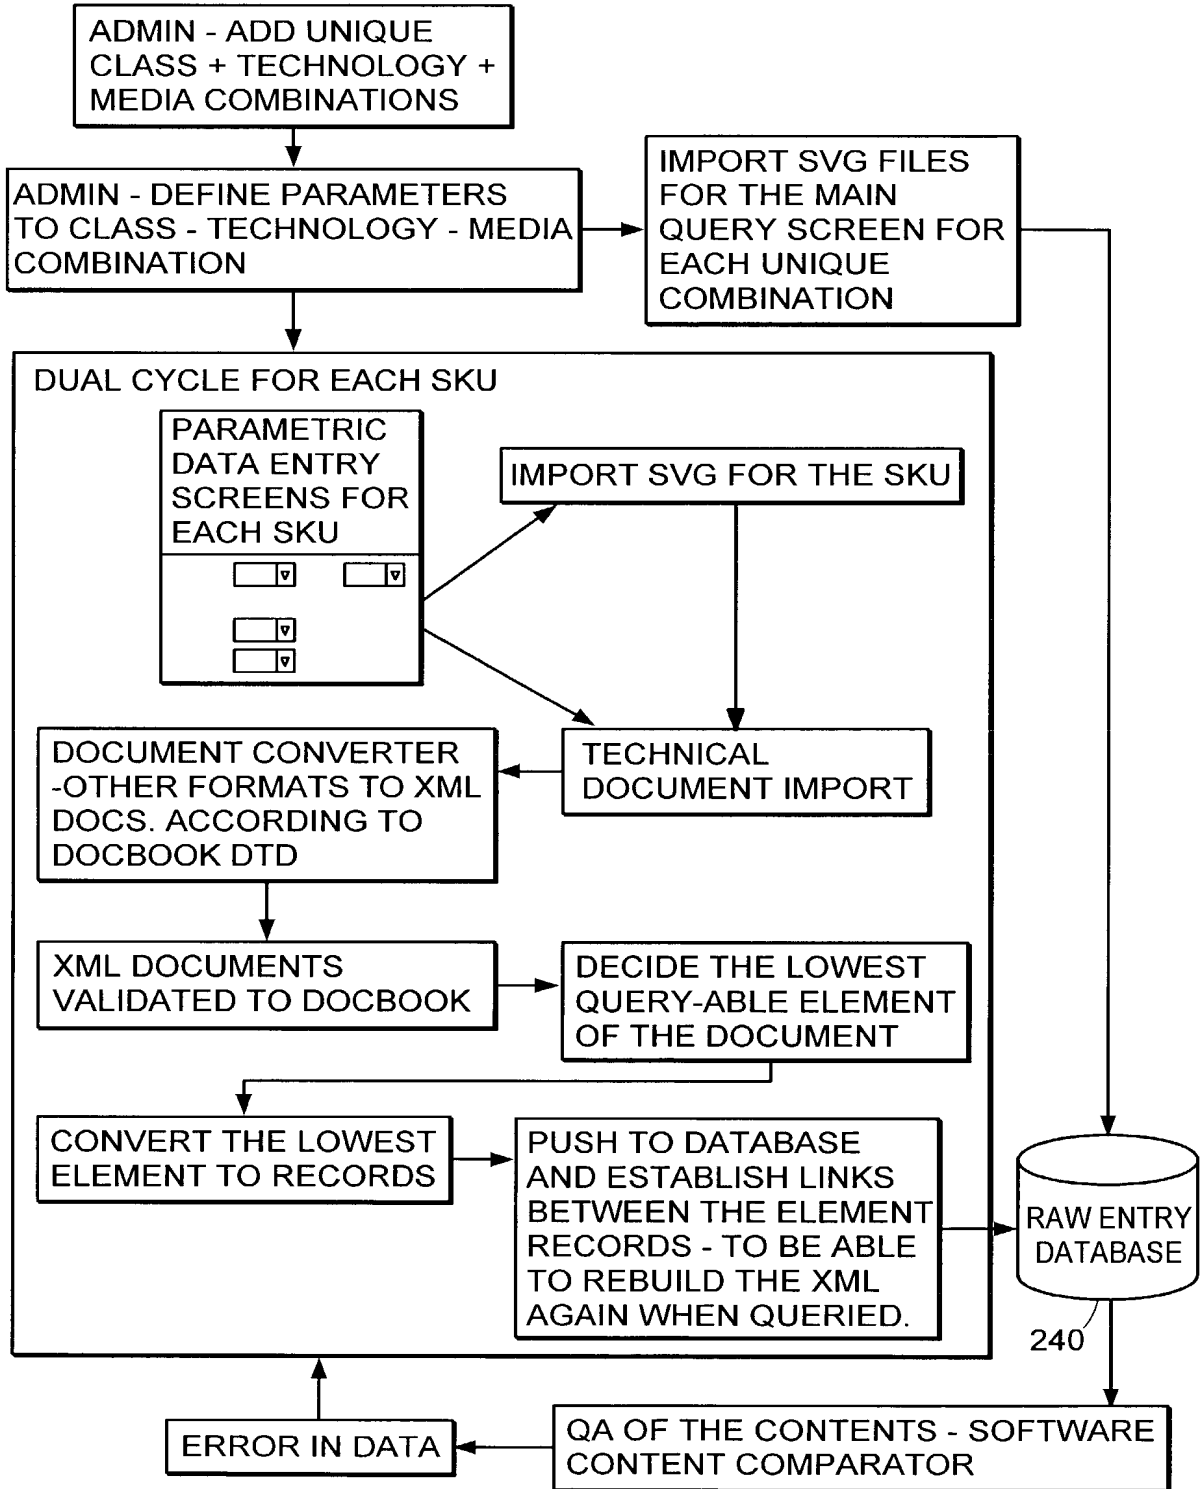 ADMIN - ADD UNIQUE
CLASS + TECHNOLOGY +
MEDIA COMBINATIONS
ADMIN - DEFINE PARAMETERS
TO CLASS - TECHNOLOGY - MEDIA
COMBINATION
IMPORT SVG FILES
FOR THE MAIN
QUERY SCREEN FOR
EACH UNIQUE
COMBINATION
DUAL CYCLE FOR EACH SKU
PARAMETRIC
DATA ENTRY
SCREENS FOR
EACH SKU
IMPORT SVG FOR THE SKU
TECHNICAL
DOCUMENT IMPORT
DOCUMENT CONVERTER
-OTHER FORMATS TO XML
DOCS. ACCORDING TO
DOCBOOK DTD
XML DOCUMENTS
VALIDATED TO DOCBOOK
DECIDE THE LOWEST
QUERY-ABLE ELEMENT
OF THE DOCUMENT
CONVERT THE LOWEST
ELEMENT TO RECORDS
PUSH TO DATABASE
AND ESTABLISH LINKS
BETWEEN THE ELEMENT
RECORDS - TO BE ABLE
TO REBUILD THE XML
AGAIN WHEN QUERIED.
RAW ENTRY
DATABASE
240
QA OF THE CONTENTS - SOFTWARE
CONTENT COMPARATOR
ERROR IN DATA